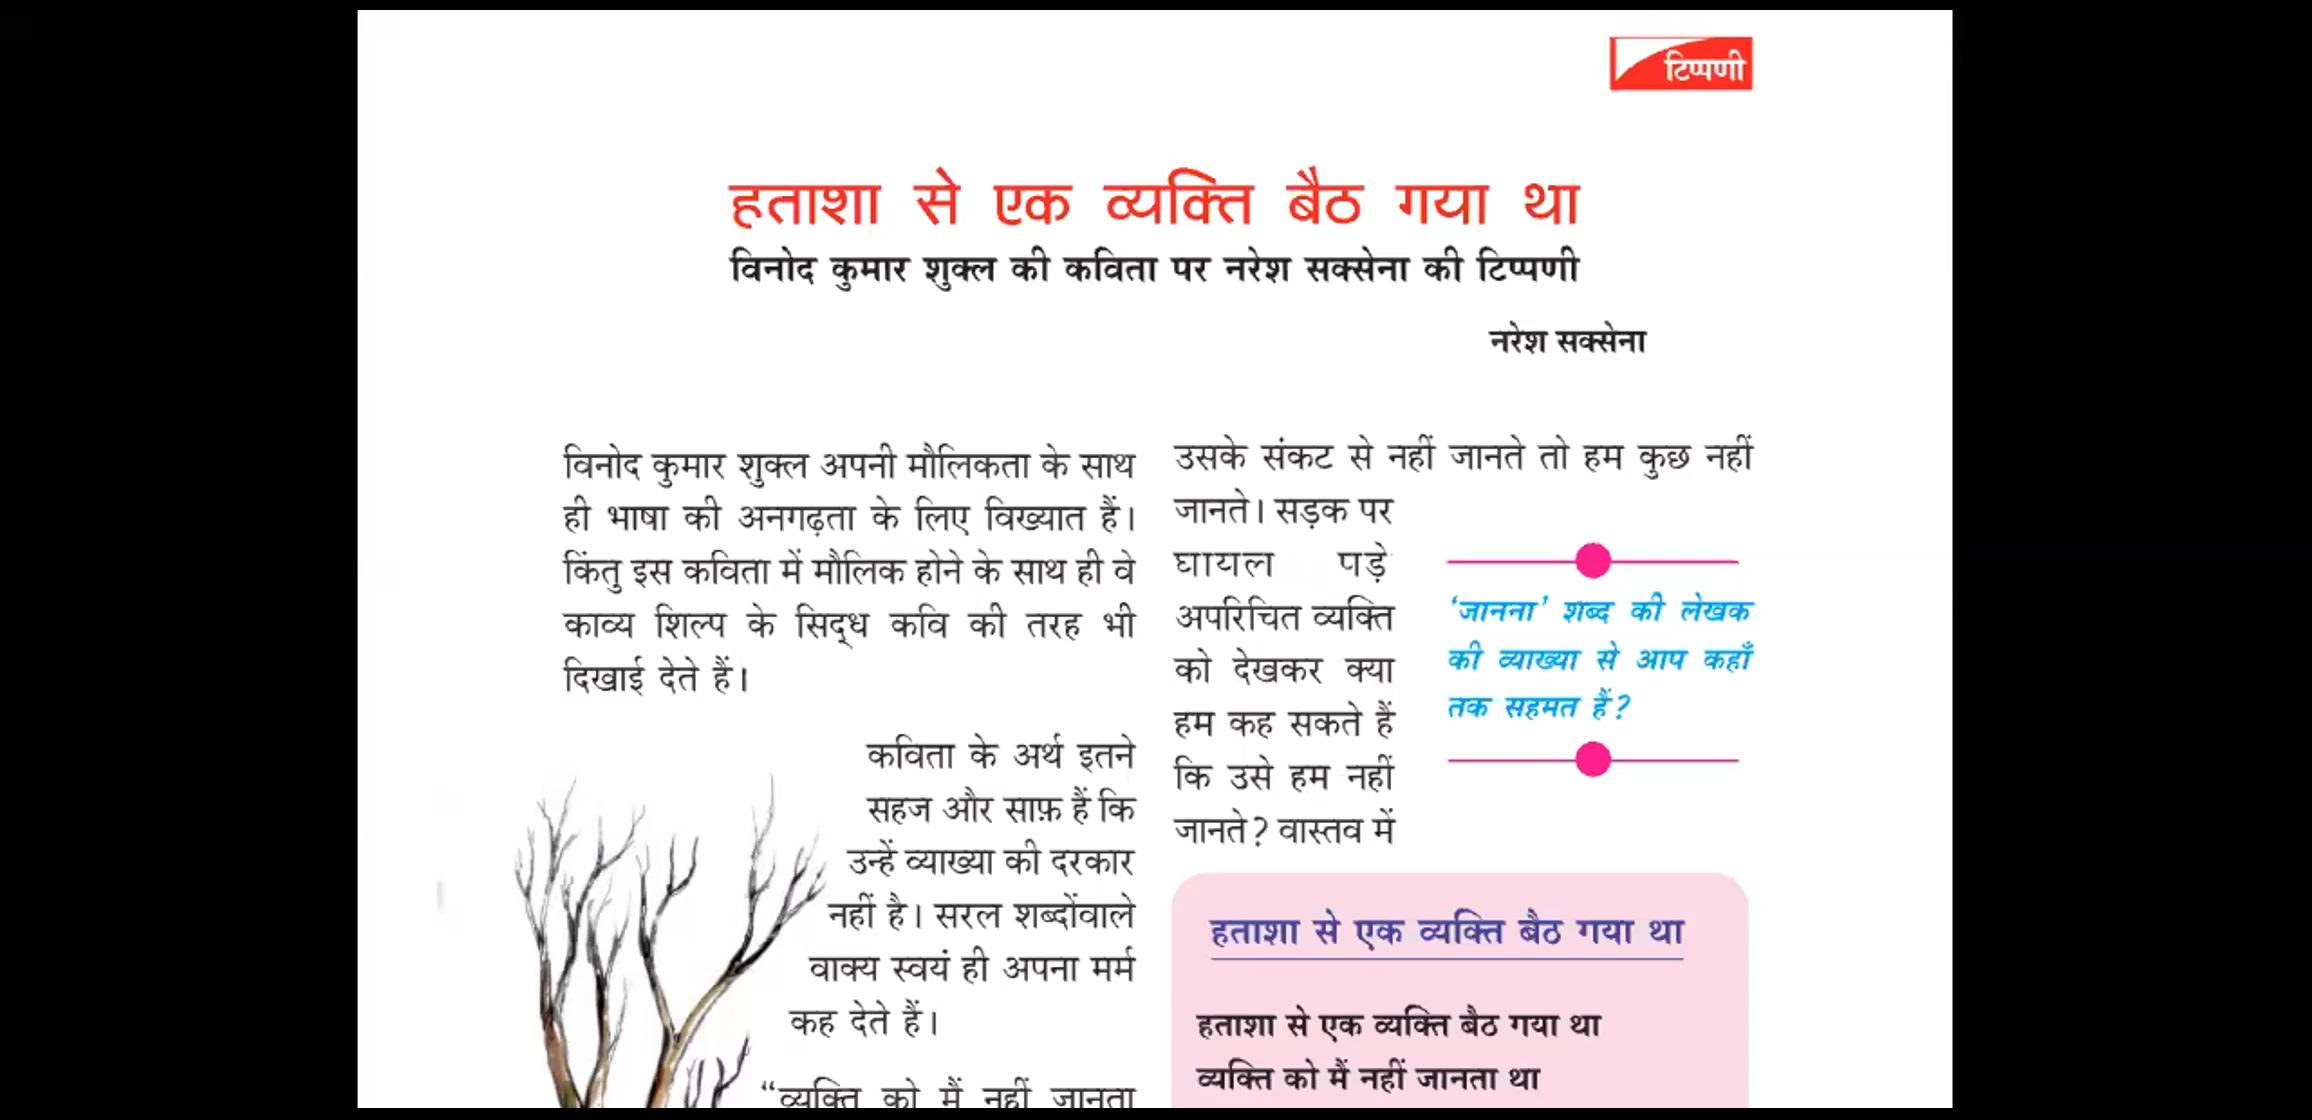 टिप्पणी
हताशा से एक व्यक्ति बैठ गया था
विनोद कुमार शुक्ल की कविता पर नरेश सक्सेना की टिप्पणी
नरेश सक्सेना
विनोद कुमार शुक्ल अपनी मौलिकता के साथ
ही भाषा की अनगढ़ता के लिए विख्यात हैं।
किंतु इस कविता में मौलिक होने के साथ ही वे
काव्य शिल्प के सिद्ध कवि की तरह भी
दिखाई देते हैं।
कविता के अर्थ इतने
सहज और साफ़ हैं कि
उन्हें व्याख्या की दरकार
नहीं है। सरल शब्दोंवाले
वाक्य स्वयं ही अपना मर्म
कह देते हैं।
“व्यक्ति को मैं नहीं जानता
उसके संकट से नहीं जानते तो हम कुछ नहीं
जानते। सड़क पर
घायल पड़े
अपरिचित व्यक्ति
को देखकर क्या
हम कह सकते हैं
कि उसे हम नहीं
जानते? वास्तव में
‘जानना’ शब्द की लेखक
की व्याख्या से आप कहाँ
तक सहमत हैं?
हताशा से एक व्यक्ति बैठ गया था
हताशा से एक व्यक्ति बैठ गया था
व्यक्ति को मैं नहीं जानता था